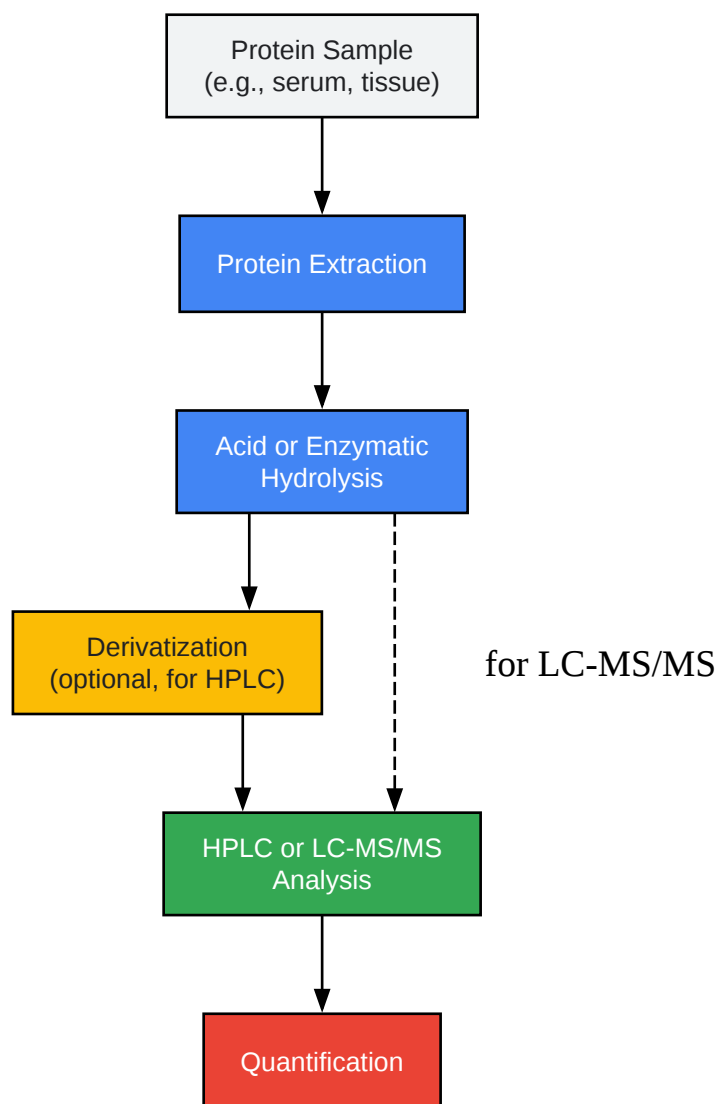 Protein Sample
(e.g., serum, tissue)
Protein Extraction
Acid or Enzymatic
Hydrolysis
Derivatization
(optional, for HPLC)
for LC-MS/MS
HPLC or LC-MS/MS
Analysis
Quantification